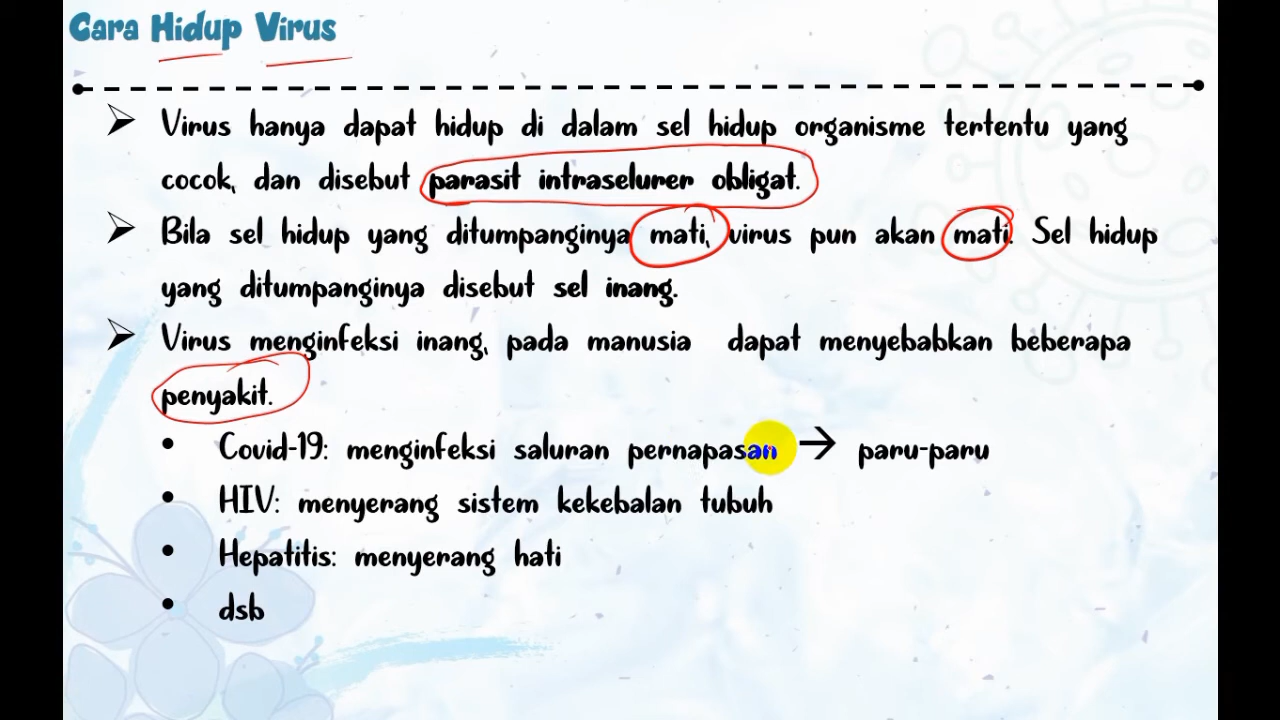 Cara Hidup Virus
Virus hanya dapat hidup di dalam sel hidup organisme tertentu yang
cocok, dan disebut parasit intraselurer obligat.
Bila sel hidup yang ditumpanginya mati, virus pun akan mati. Sel hidup
yang ditumpanginya disebut sel inang.
Virus menginfeksi inang, pada manusia dapat menyebabkan beberapa
penyakit.
• Covid-19: menginfeksi saluran pernapasan → paru-paru
• HIV: menyerang sistem kekebalan tubuh
• Hepatitis: menyerang hati
• dsb